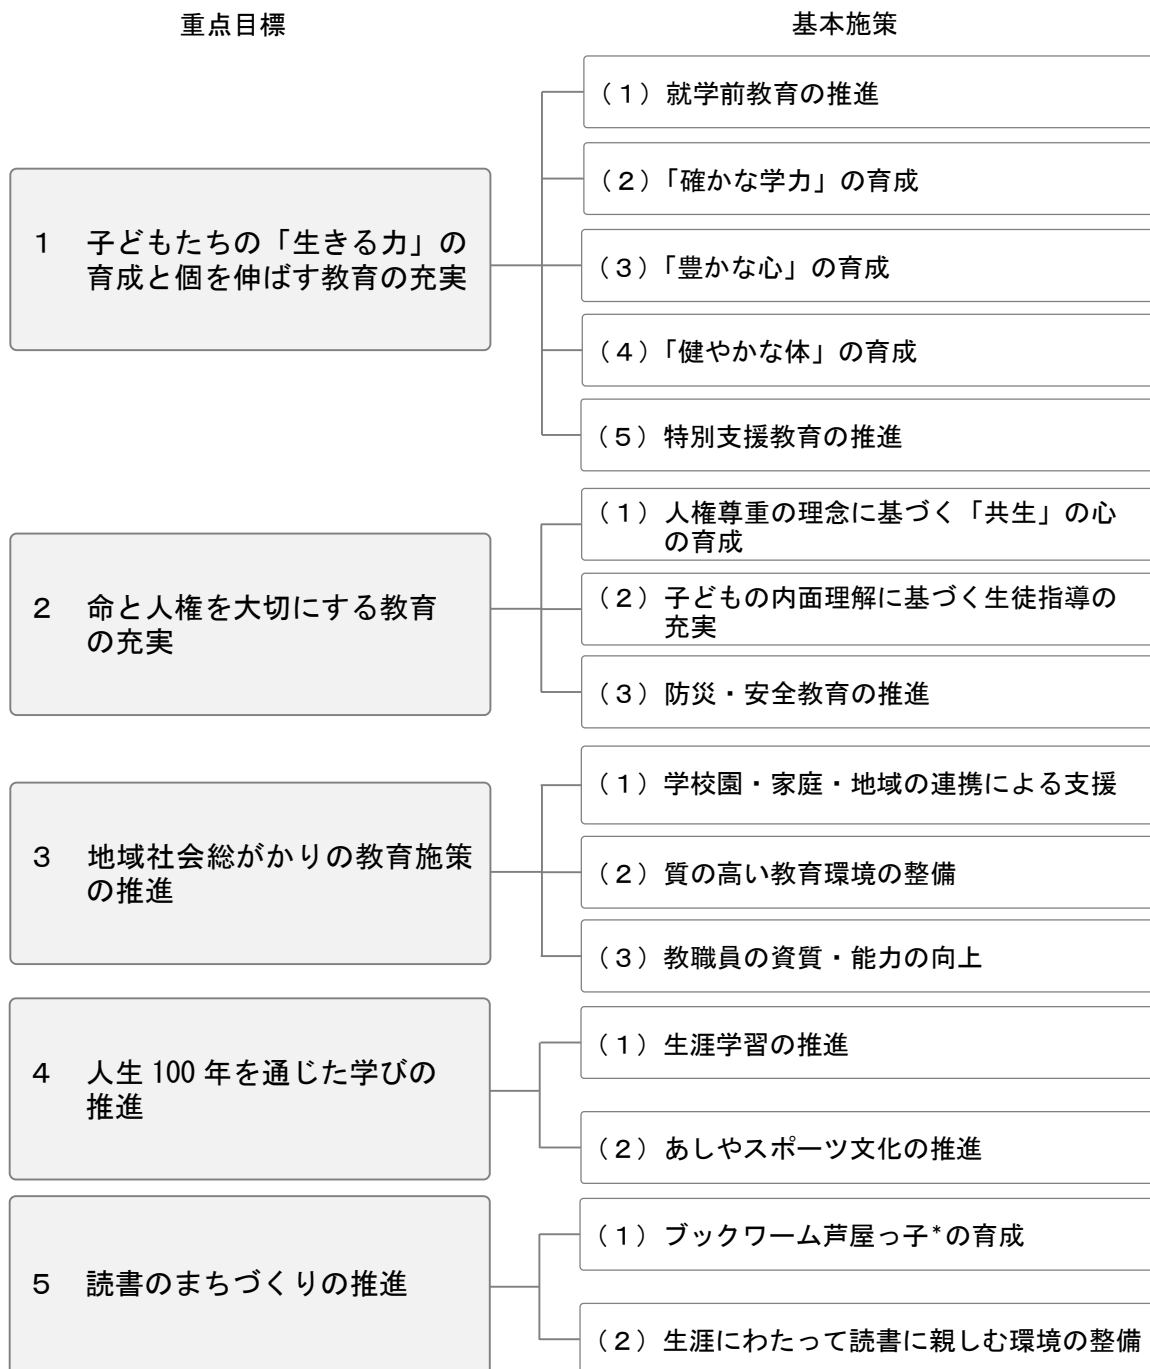 重点目標
基本施策
1 子どもたちの「生きる力」の
育成と個を伸ばす教育の充実
(1)就学前教育の推進
(2)「確かな学力」の育成
(3)「豊かな心」の育成
(4)「健やかな体」の育成
(5)特別支援教育の推進
2 命と人権を大切にする教育
の充実
(1)人権尊重の理念に基づく「共生」の心
の育成
(2)子どもの内面理解に基づく生徒指導の
充実
(3)防災・安全教育の推進
3 地域社会総がかりの教育施策
の推進
(1)学校園・家庭・地域の連携による支援
(2)質の高い教育環境の整備
(3)教職員の資質・能力の向上
4 人生 100 年を通じた学びの
推進
(1)生涯学習の推進
(2)あしやスポーツ文化の推進
5 読書のまちづくりの推進
(1)ブックワーム芦屋っ子*の育成
(2)生涯にわたって読書に親しむ環境の整備